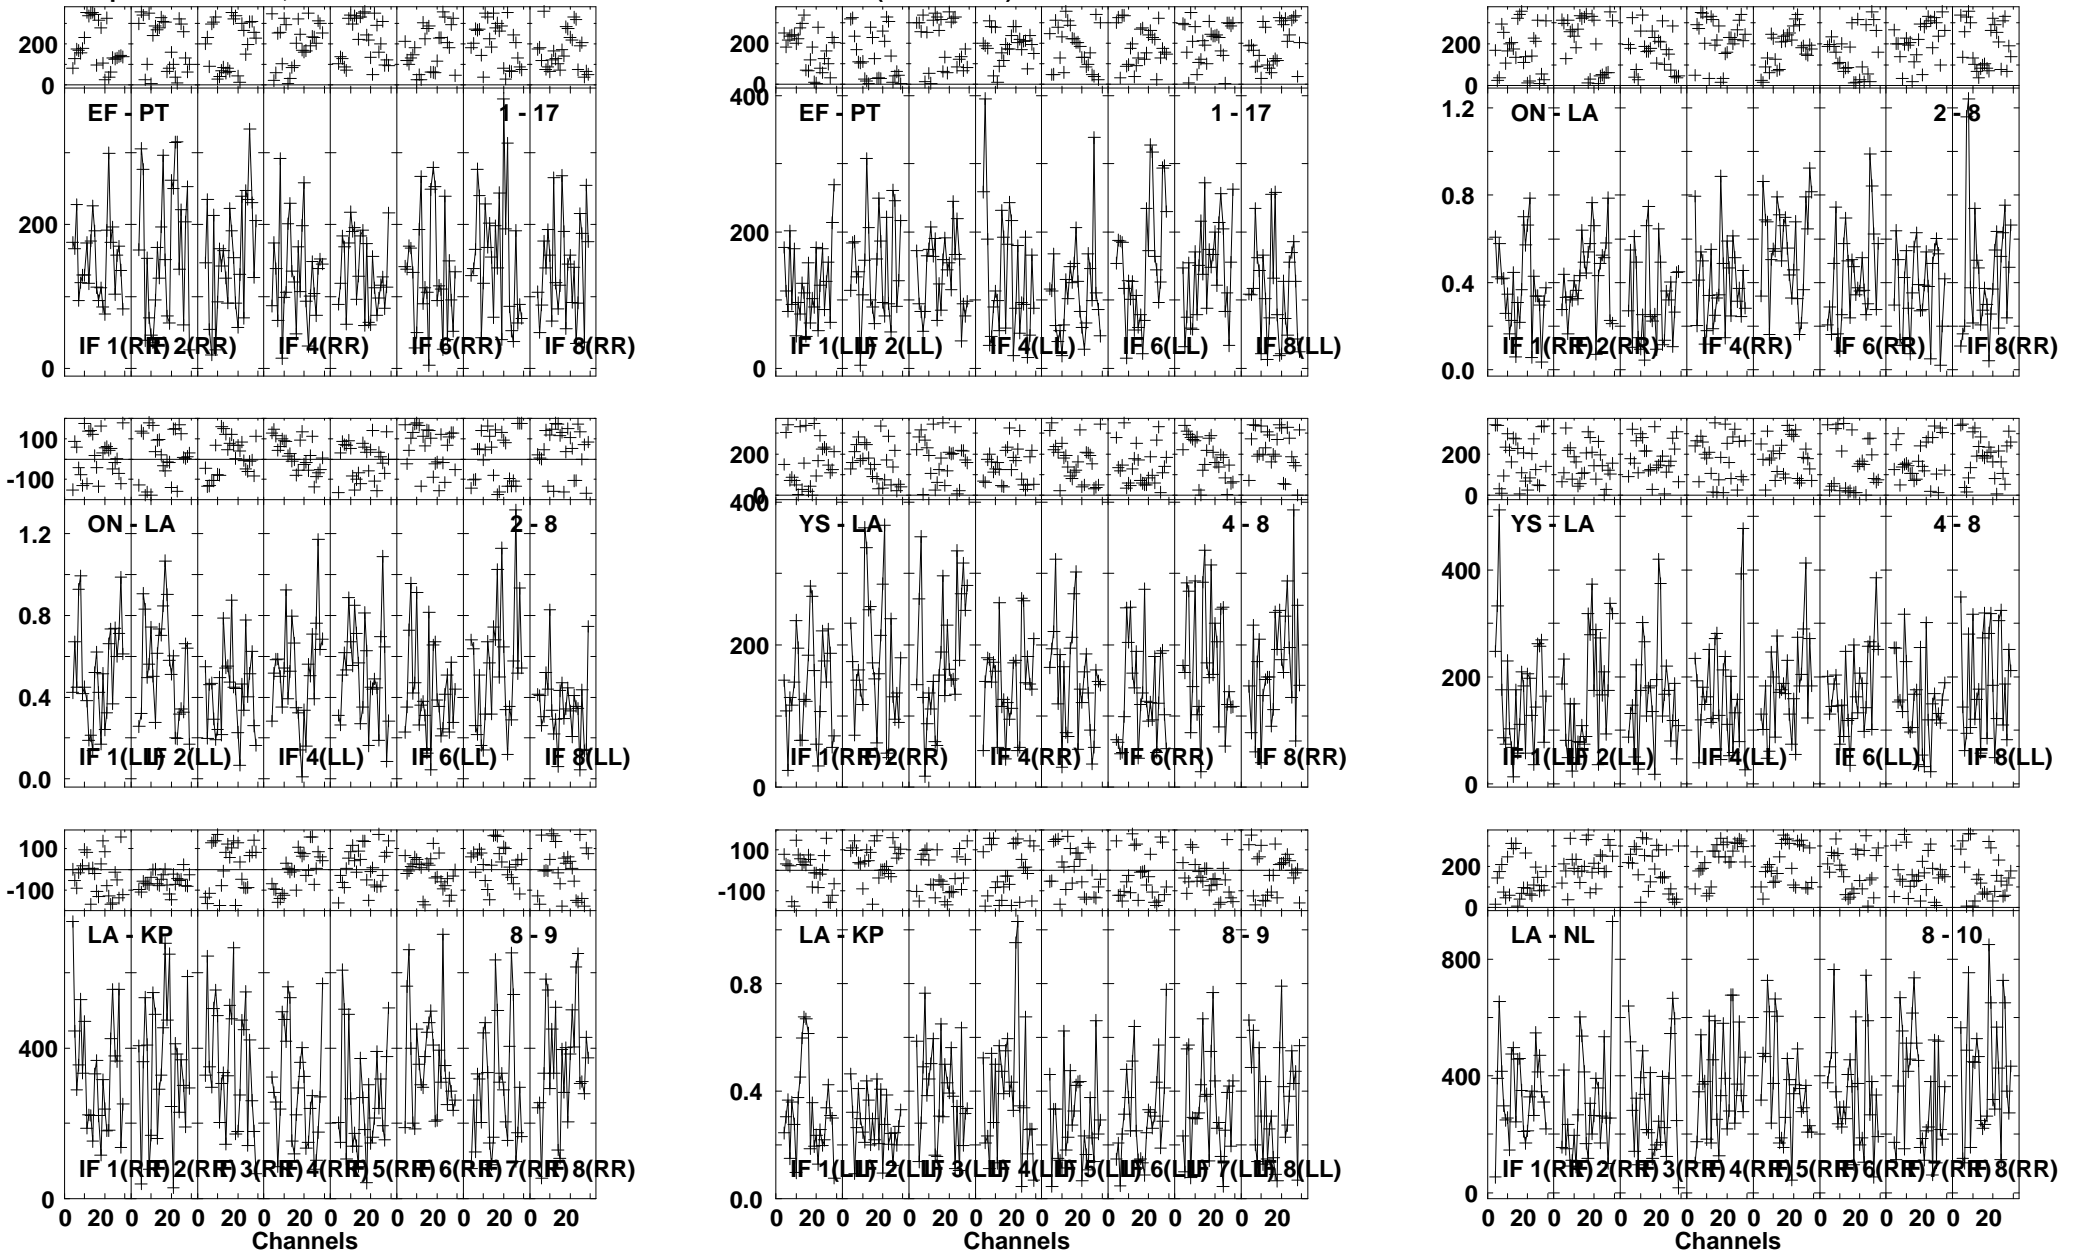 200 200 200
0 0 0
400
EF - PT 1 - 17 EF - PT 1 - 17 ON - LA 2 - 8
1.2
0.8
200 200
0.4
IF 1(RR) IF 2(RR) IF 4(RR) IF 6(RR) IF 8(RR) IF 1(LL) IF 2(LL) IF 4(LL) IF 6(LL) IF 8(LL) IF 1(RR) IF 2(RR) IF 4(RR) IF 6(RR) IF 8(RR)
0 0 0.0
100 200 200
-100 0 0
400
ON - LA 2 - 8 YS - LA 4 - 8 YS - LA 4 - 8
1.2
400
0.8
200 200
0.4
IF 1(LL) IF 2(LL) IF 4(LL) IF 6(LL) IF 8(LL) IF 1(RR) IF 2(RR) IF 4(RR) IF 6(RR) IF 8(RR) IF 1(LL) IF 2(LL) IF 4(LL) IF 6(LL) IF 8(LL)
0.0 0 0
100 100 200
-100 -100 0
LA - KP 8 - 9 LA - KP 8 - 9 LA - NL 8 - 10
0.8 800
400 0.4 400
IF 1(RR) IF 2(RR) IF 3(RR) IF 4(RR) IF 5(RR) IF 6(RR) IF 7(RR) IF 8(RR) IF 1(LL) IF 2(LL) IF 3(LL) IF 4(LL) IF 5(LL) IF 6(LL) IF 7(LL) IF 8(LL) IF 1(RR) IF 2(RR) IF 3(RR) IF 4(RR) IF 5(RR) IF 6(RR) IF 7(RR) IF 8(RR)
0 0.0 0
0 20 0 20 0 20 0 20 0 20 0 20 0 20 0 20 0 20 0 20 0 20 0 20 0 20 0 20 0 20 0 20 0 20 0 20 0 20 0 20 0 20 0 20 0 20 0 20
Channels Channels Channels